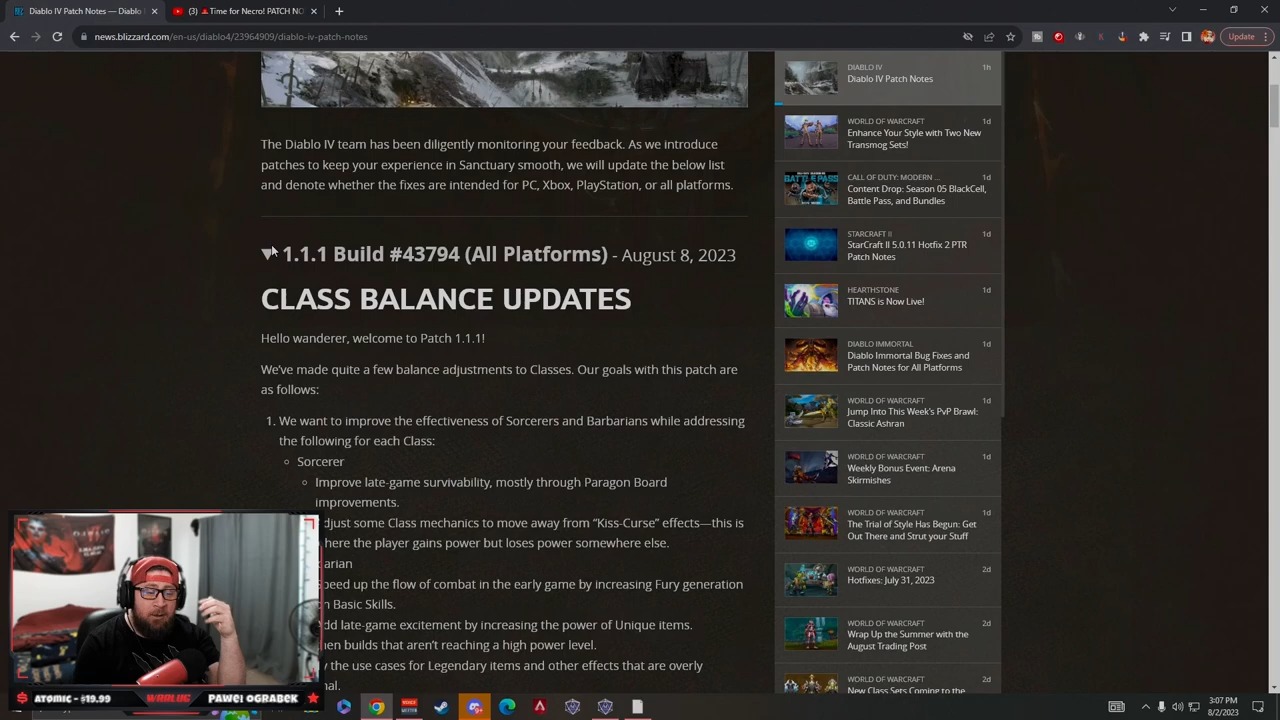 Diablo IV Patch Notes — Diablo I
(3) Time for Necro! BLIZZARD
news.blizzard.com/en-us/diablo4/23964909/diablo-iv-patch-notes
Update
The Diablo IV team has been diligently monitoring your feedback. As we introduce
patches to keep your experience in Sanctuary smooth, we will update the below list
and denote whether the fixes are intended for PC, Xbox, PlayStation, or all platforms.
1.1.1 Build #43794 (All Platforms) - August 8, 2023
CLASS BALANCE UPDATES
Hello wanderer, welcome to Patch 1.1.1!
We've made quite a few balance adjustments to Classes. Our goals with this patch are
as follows:
1. We want to improve the effectiveness of Sorcerers and Barbarians while addressing
the following for each Class:
Sorcerer
Improve late-game survivability, mostly through Paragon Board
improvements.
djust some Class mechanics to move away from “Kiss-Curse” effects—this is
here the player gains power but loses power somewhere else.
arian
peed up the flow of combat in the early game by increasing Fury generation
n Basic Skills.
dd late-game excitement by increasing the power of Unique items.
hen builds that aren't reaching a high power level.
y the use cases for Legendary items and other effects that are overly
nal.
DIABLO IV 1h
Diablo IV Patch Notes
WORLD OF WARCRAFT 1d
Enhance Your Style with Two New
Transmog Sets!
CALL OF DUTY: MODERN ... 1d
Content Drop: Season 05 BlackCell,
Battle Pass, and Bundles
STARCRAFT II 1d
StarCraft II 5.0.11 Hotfix 2 PTR
Patch Notes
HEARTHSTONE 1d
TITANS is Now Live!
DIABLO IMMORTAL 1d
Diablo Immortal Bug Fixes and
Patch Notes for All Platforms
WORLD OF WARCRAFT 1d
Jump Into This Week's PvP Brawl:
Classic Ashran
WORLD OF WARCRAFT 1d
Weekly Bonus Event: Arena
Skirmishes
WORLD OF WARCRAFT 1d
The Trial of Style Has Begun: Get
Out There and Strut your Stuff
WORLD OF WARCRAFT 2d
Hotfixes: July 31, 2023
WORLD OF WARCRAFT 2d
Wrap Up the Summer with the
August Trading Post
WORLD OF WARCRAFT 2d
New Class Sets Coming to the
BATTLE PASS
ATOMIC - $19.99 WARLUG PAWEŁ OGRABEK
3:07 PM
8/2/2023